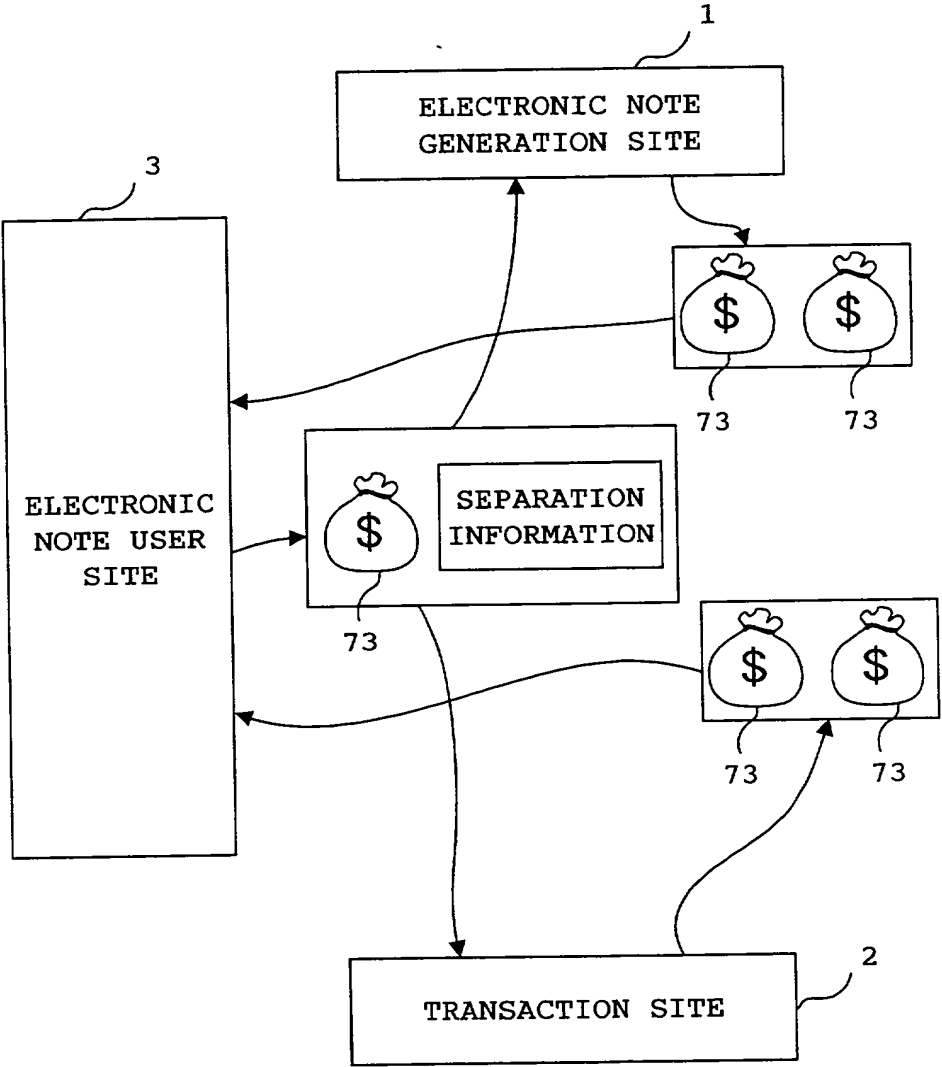 1
ELECTRONIC NOTE
GENERATION SITE
3
$ $
73 73
ELECTRONIC
NOTE USER
SITE
$
73
SEPARATION
INFORMATION
$ $
73 73
2
TRANSACTION SITE